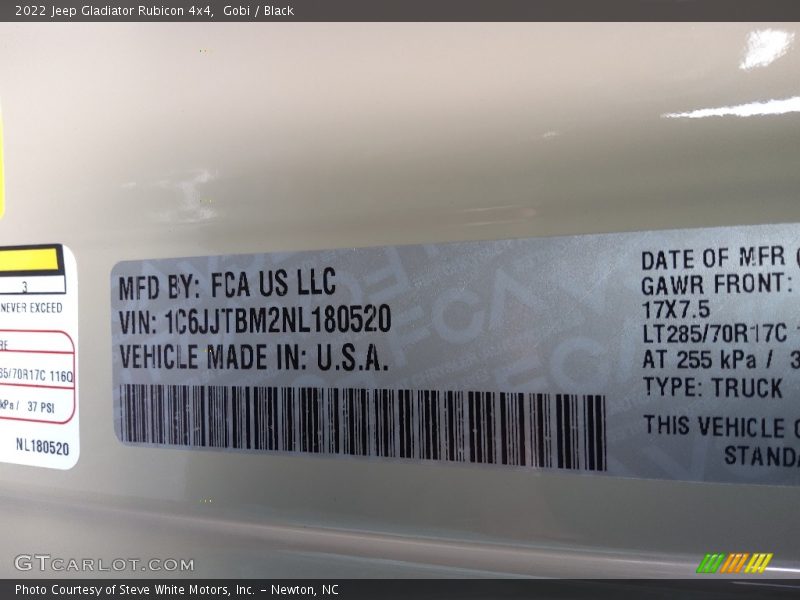 2022 Jeep Gladiator Rubicon 4x4, Gobi / Black
3
NEVER EXCEED
85/70R17C 116Q
kPa / 37 PSI
NL180520
MFD BY: FCA US LLC
VIN: 1C6JJTBM2NL180520
VEHICLE MADE IN: U.S.A.
DATE OF MFR
GAWR FRONT:
17X7.5
LT285/70R17C
AT 255 kPa / 3
TYPE: TRUCK
THIS VEHICLE
STANDA
GTCARLOT.COM
Photo Courtesy of Steve White Motors, Inc. – Newton, NC